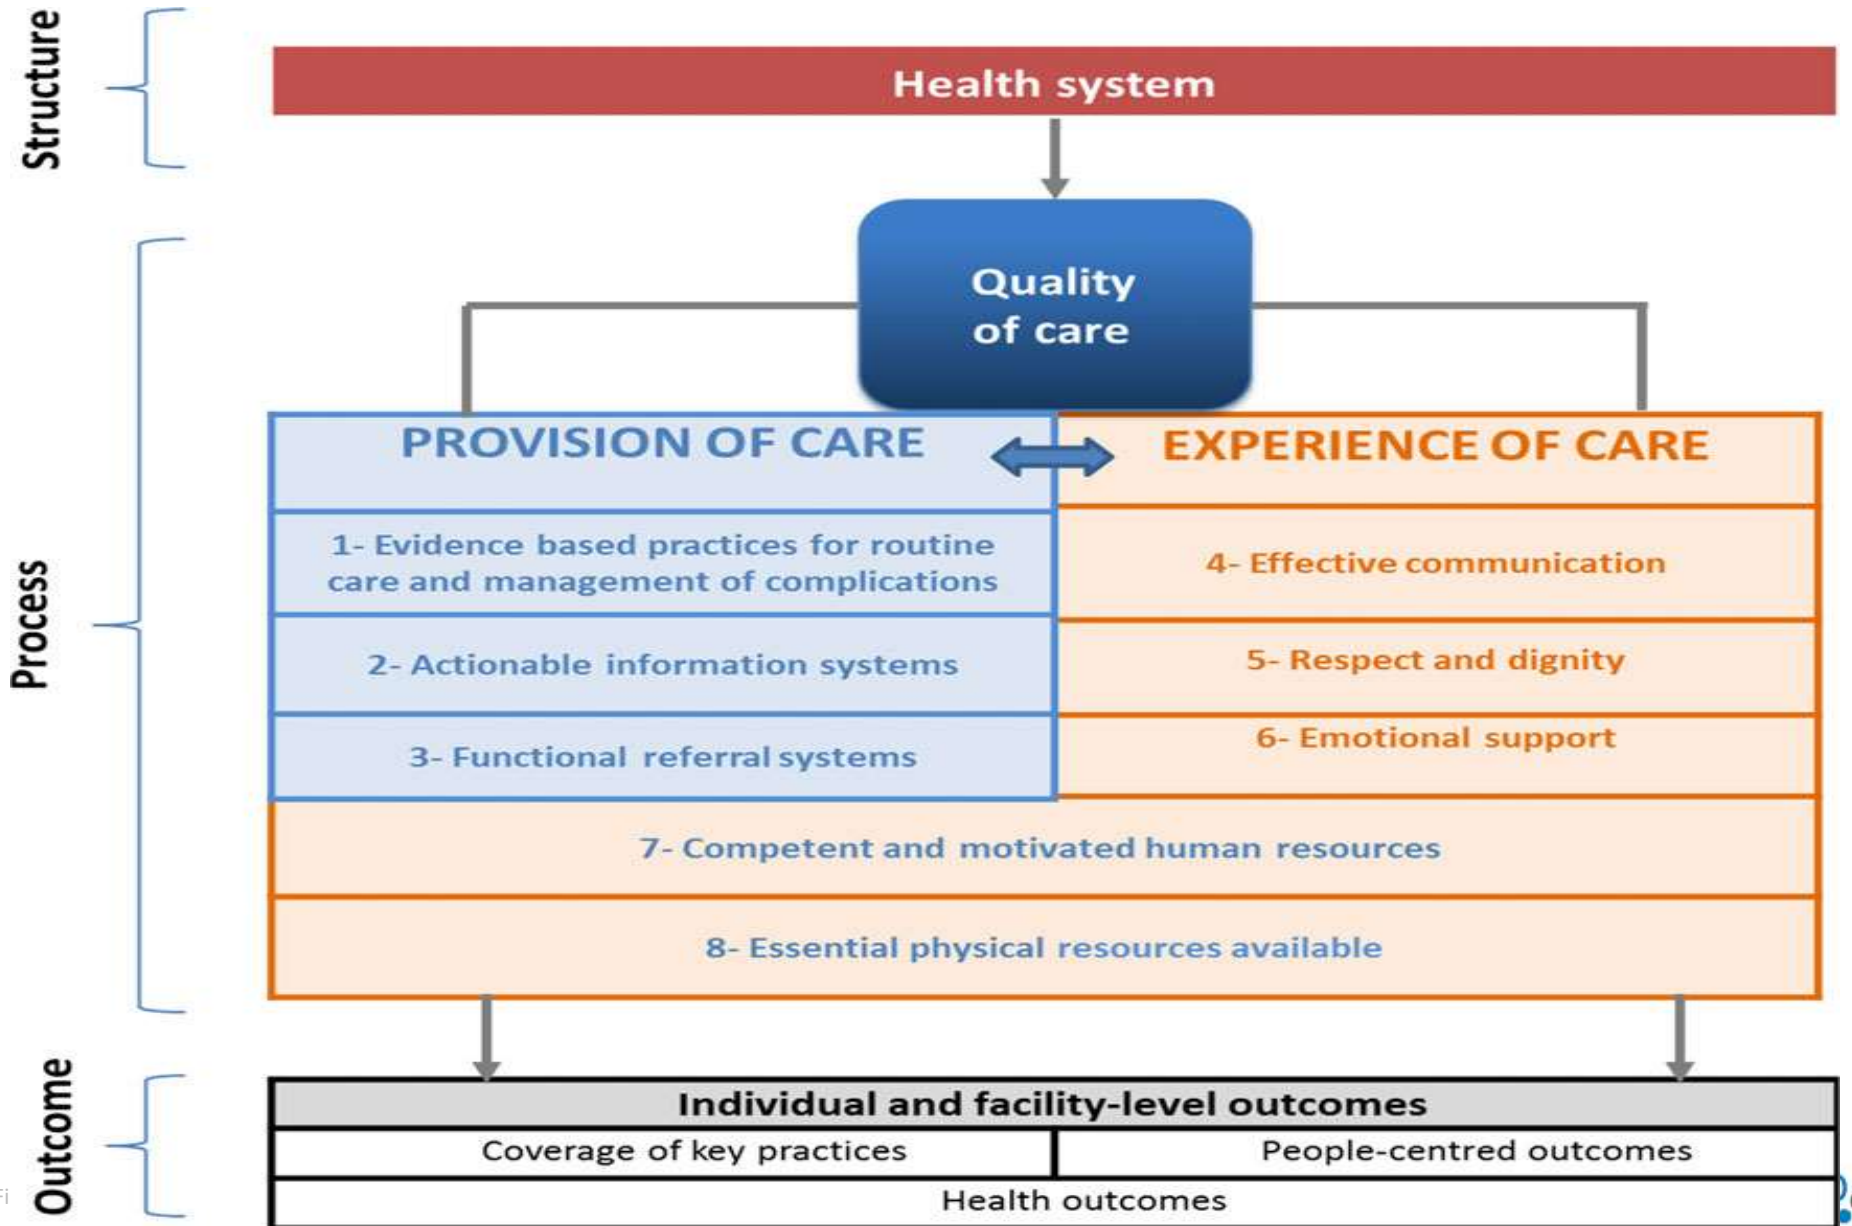 Structure
Health system
Quality
of care
Process
PROVISION OF CARE
EXPERIENCE OF CARE
1- Evidence based practices for routine
care and management of complications
2- Actionable information systems
3- Functional referral systems
4- Effective communication
5- Respect and dignity
6- Emotional support
7- Competent and motivated human resources
8- Essential physical resources available
Outcome
Individual and facility-level outcomes
Coverage of key practices
People-centred outcomes
Health outcomes